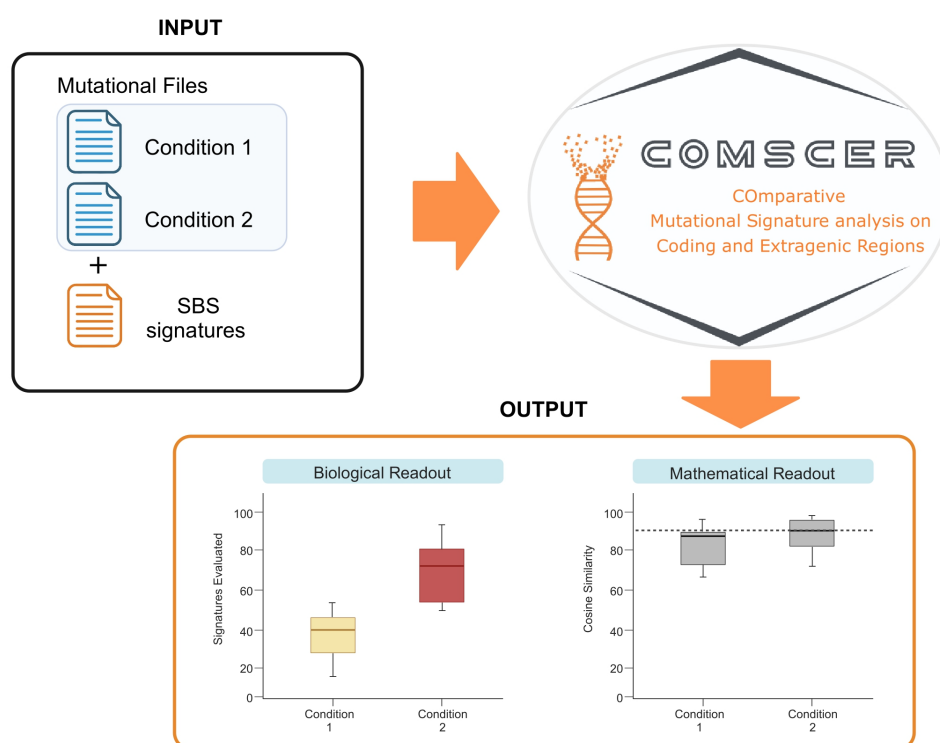 INPUT
Mutational Files
Condition 1
Condition 2
+
SBS
signatures
COMSCER
COmparative
Mutational Signature analysis on
Coding and Extragenic Regions
OUTPUT
Biological Readout
Signatures Evaluated
100
80
60
40
20
0
Condition
1
Condition
2
Mathematical Readout
Cosine Similarity
100
80
60
40
20
0
Condition
1
Condition
2